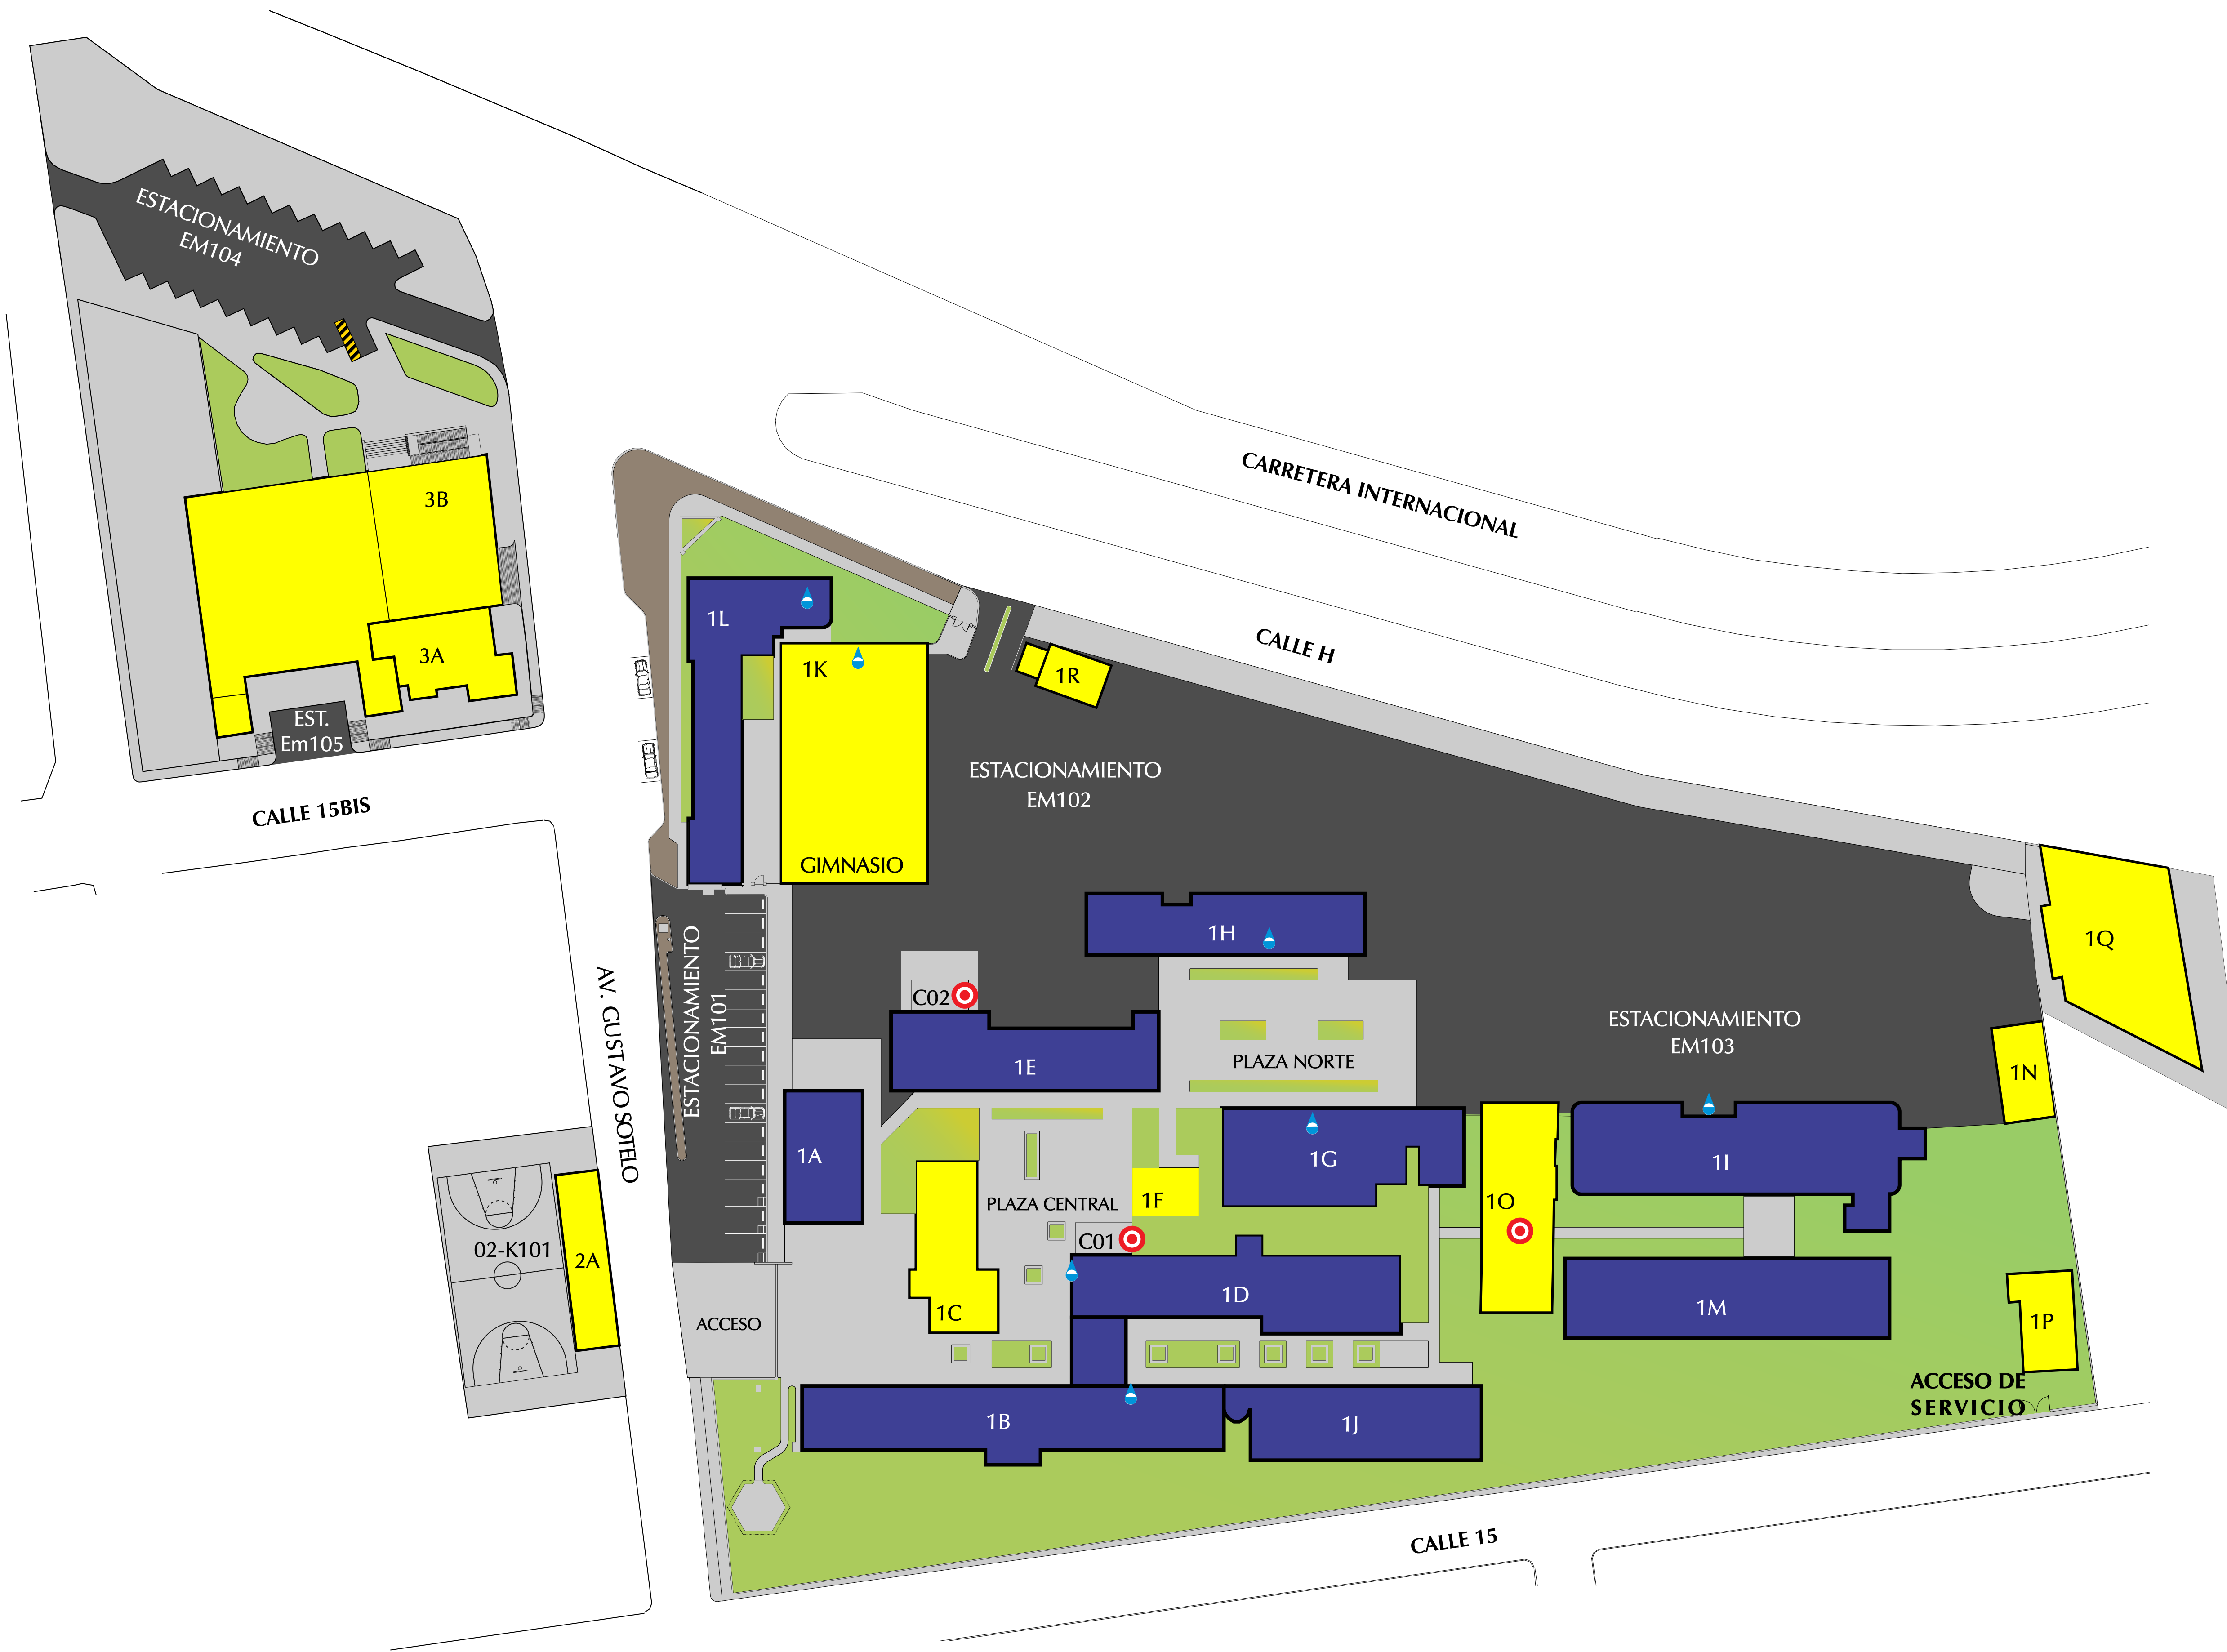 ESTACIONAMIENTO
EM104
3B
3A
EST.
Em105
CALLE 15BIS
CARRETERA INTERNACIONAL
CALLE H
1L
1K
GIMNASIO
1R
ESTACIONAMIENTO
EM102
1H
1Q
C02
1E
ESTACIONAMIENTO
EM101
AV. GUSTAVO SOTELO
PLAZA NORTE
ESTACIONAMIENTO
EM103
1N
1A
1G
1I
PLAZA CENTRAL
1F
1O
02-K101
2A
C01
1D
1C
1M
1P
ACCESO
ACCESO DE
SERVICIO
1B
1J
CALLE 15